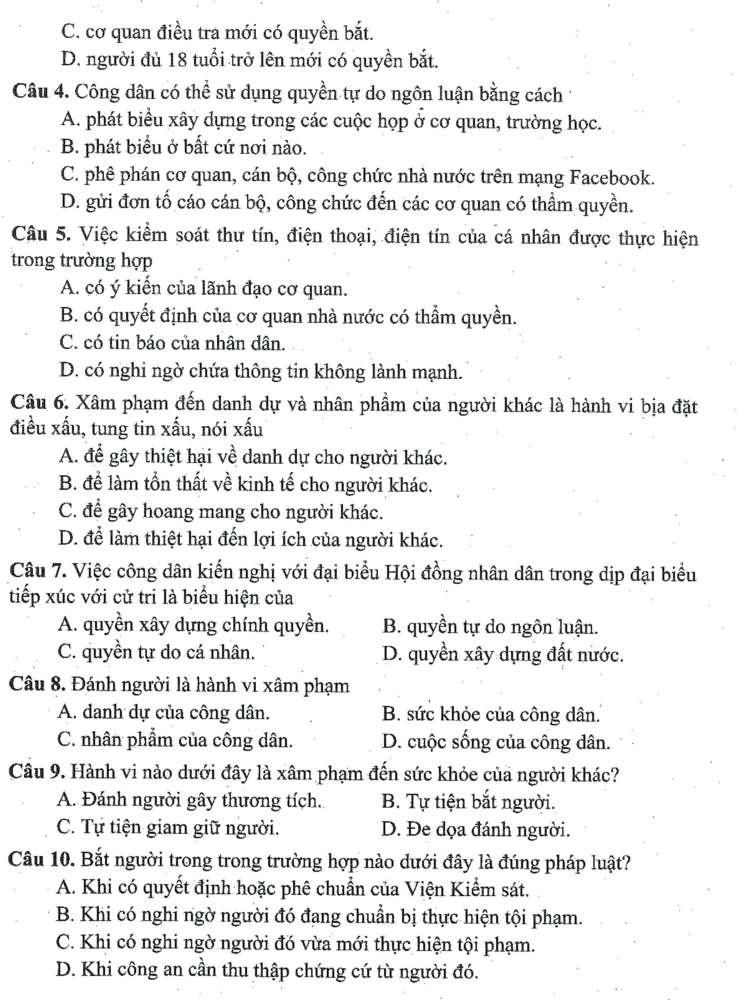 C. cơ quan điều tra mới có quyền bắt.
D. người đủ 18 tuổi trở lên mới có quyền bắt.
Câu 4. Công dân có thể sử dụng quyền tự do ngôn luận bằng cách
A. phát biểu xây dựng trong các cuộc họp ở cơ quan, trường học.
B. phát biểu ở bất cứ nơi nào.
C. phê phán cơ quan, cán bộ, công chức nhà nước trên mạng Facebook.
D. gửi đơn tố cáo cán bộ, công chức đến các cơ quan có thẩm quyền.
Câu 5. Việc kiểm soát thư tín, điện thoại, điện tín của cá nhân được thực hiện
trong trường hợp
A. có ý kiến của lãnh đạo cơ quan.
B. có quyết định của cơ quan nhà nước có thẩm quyền.
C. có tin báo của nhân dân.
D. có nghi ngờ chứa thông tin không lành mạnh.
Câu 6. Xâm phạm đến danh dự và nhân phẩm của người khác là hành vi bịa đặt
điều xấu, tung tin xấu, nói xấu
A. để gây thiệt hại về danh dự cho người khác.
B. để làm tổn thất về kinh tế cho người khác.
C. để gây hoang mang cho người khác.
D. để làm thiệt hại đến lợi ích của người khác.
Câu 7. Việc công dân kiến nghị với đại biểu Hội đồng nhân dân trong dịp đại biểu
tiếp xúc với cử tri là biểu hiện của
A. quyền xây dựng chính quyền. B. quyền tự do ngôn luận.
C. quyền tự do cá nhân. D. quyền xây dựng đất nước.
Câu 8. Đánh người là hành vi xâm phạm
A. danh dự của công dân. B. sức khỏe của công dân.
C. nhân phẩm của công dân. D. cuộc sống của công dân.
Câu 9. Hành vi nào dưới đây là xâm phạm đến sức khỏe của người khác?
A. Đánh người gây thương tích. B. Tự tiện bắt người.
C. Tự tiện giam giữ người. D. Đe dọa đánh người.
Câu 10. Bắt người trong trong trường hợp nào dưới đây là đúng pháp luật?
A. Khi có quyết định hoặc phê chuẩn của Viện Kiểm sát.
B. Khi có nghi ngờ người đó đang chuẩn bị thực hiện tội phạm.
C. Khi có nghi ngờ người đó vừa mới thực hiện tội phạm.
D. Khi công an cần thu thập chứng cứ từ người đó.